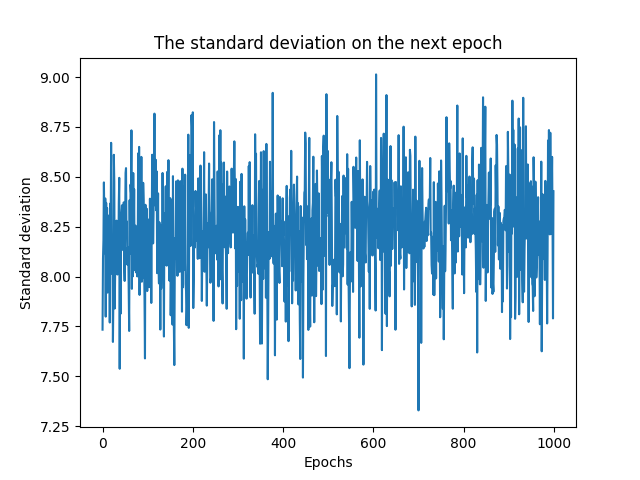 The standard deviation on the next epoch
9.00
8.75
8.50
8.25
8.00
7.75
7.50
7.25
Standard deviation
0 200 400 600 800 1000
Epochs